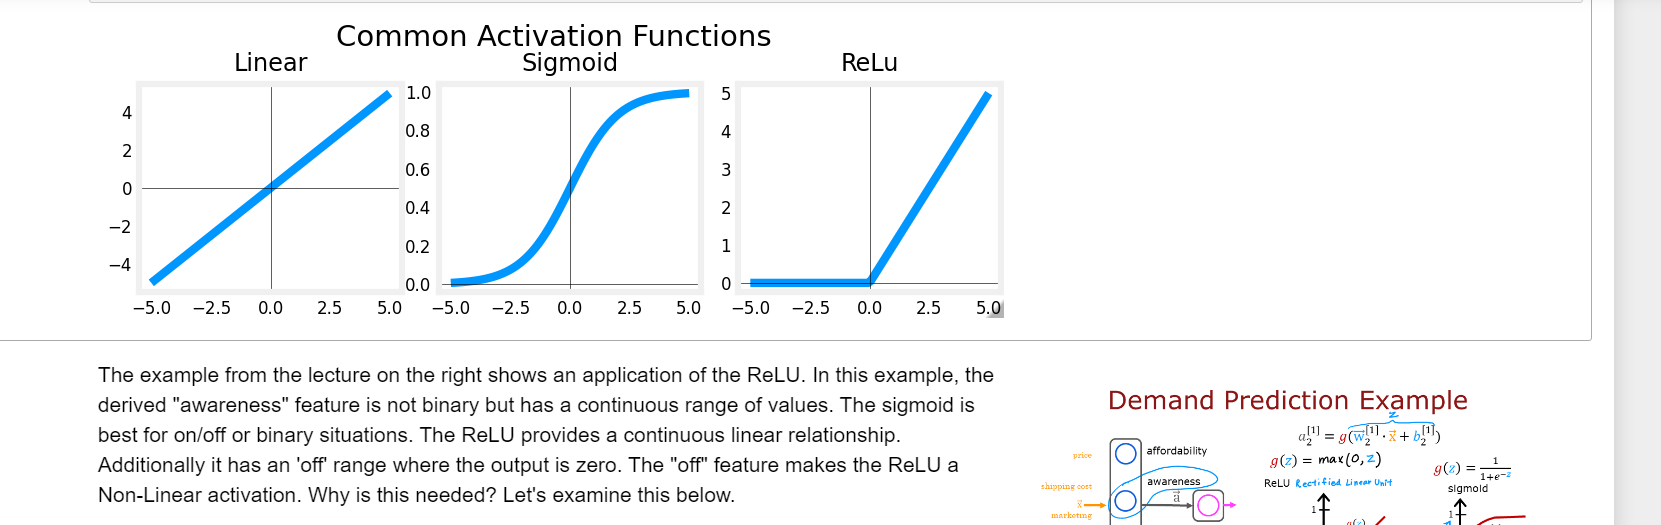 Common Activation Functions
Linear
Sigmoid
ReLu
4
2
0
−2
−4
−5.0 −2.5 0.0 2.5 5.0
1.0
0.8
0.6
0.4
0.2
0.0
−5.0 −2.5 0.0 2.5 5.0
5
4
3
2
1
0
−5.0 −2.5 0.0 2.5 5.0
The example from the lecture on the right shows an application of the ReLU. In this example, the
derived "awareness" feature is not binary but has a continuous range of values. The sigmoid is
best for on/off or binary situations. The ReLU provides a continuous linear relationship.
Additionally it has an 'off' range where the output is zero. The "off" feature makes the ReLU a
Non-Linear activation. Why is this needed? Let's examine this below.
Demand Prediction Example
z
a₂^[1] = g(w⃗₂^[1] · x⃗ + b₂^[1])
price
affordability
g(z) = max(0, z)
g(z) = 1/(1+e^-z)
shipping cost
awareness
ReLU Rectified Linear Unit
sigmoid
x⃗
a⃗
marketing
1
1
g(z)